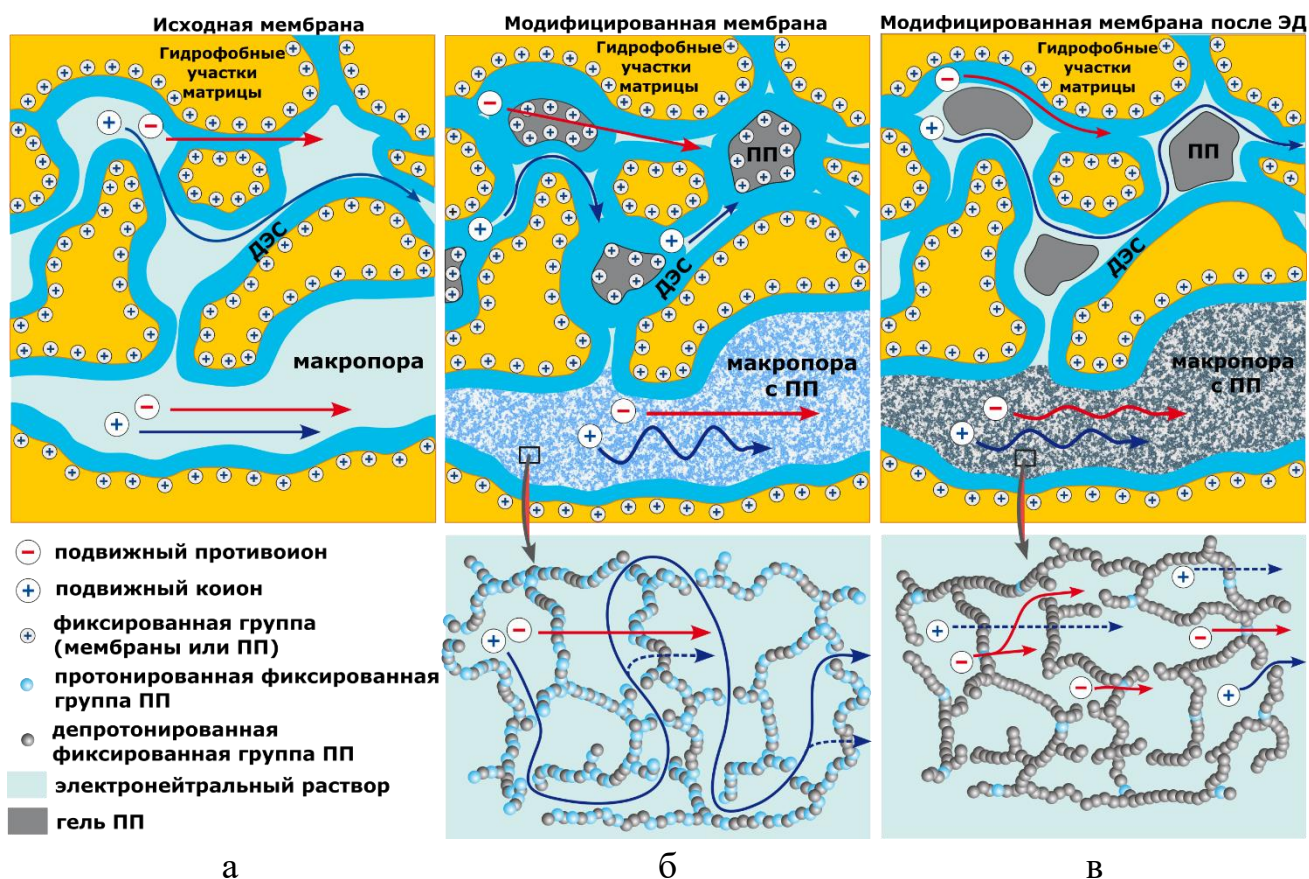 Исходная мембрана
Гидрофобные
участки
матрицы
ДЭС
макропора
Модифицированная мембрана
Гидрофобные
участки
матрицы
ПП
ДЭС
макропора
с ПП
Модифицированная мембрана после ЭД
Гидрофобные
участки
матрицы
ПП
ДЭС
макропора
с ПП
подвижный противоион
подвижный коион
фиксированная группа
(мембраны или ПП)
протонированная фиксированная
группа ПП
депротонированная
фиксированная группа ПП
электронейтральный раствор
гель ПП
а
б
в